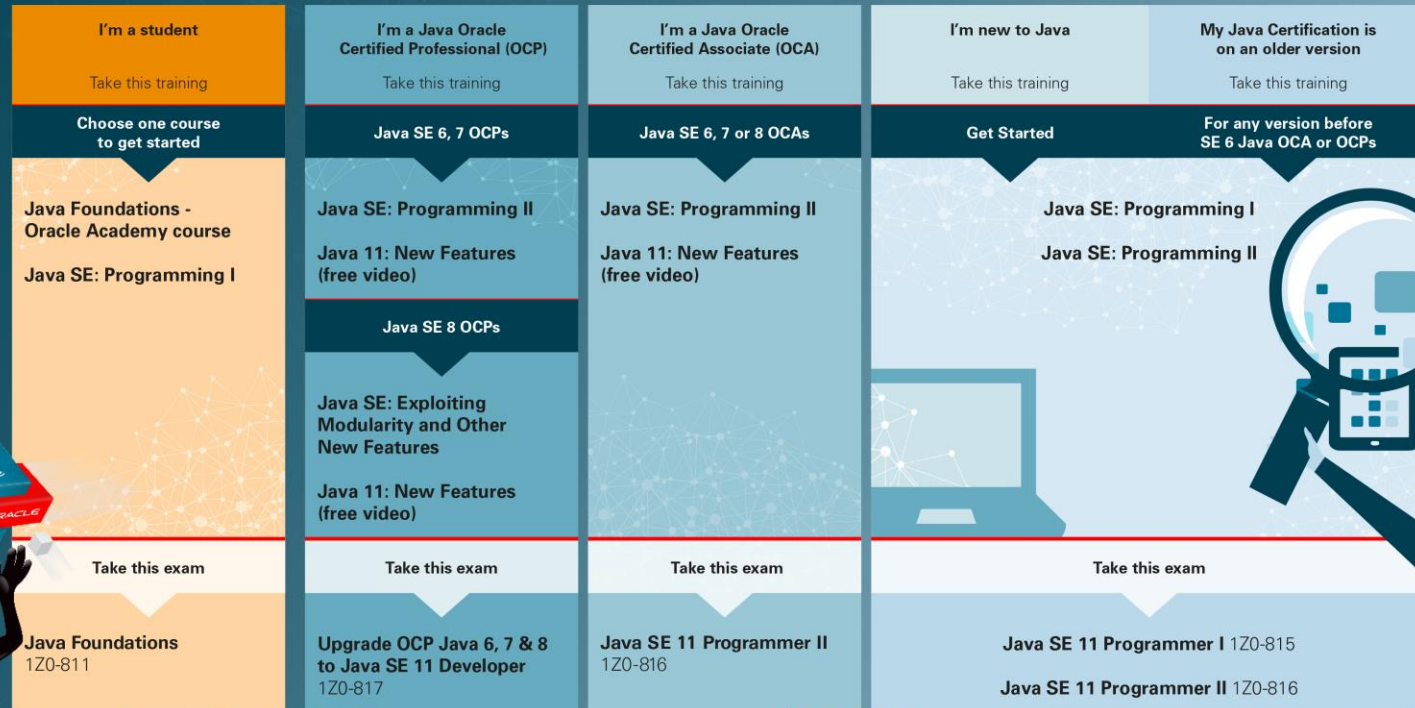 I'm a student
Take this training
Choose one course
to get started
Java Foundations -
Oracle Academy course
Java SE: Programming I
Take this exam
Java Foundations
1Z0-811
I'm a Java Oracle
Certified Professional (OCP)
Take this training
Java SE 6, 7 OCPs
Java SE: Programming II
Java 11: New Features
(free video)
Java SE 8 OCPs
Java SE: Exploiting
Modularity and Other
New Features
Java 11: New Features
(free video)
Take this exam
Upgrade OCP Java 6, 7 & 8
to Java SE 11 Developer
1Z0-817
I'm a Java Oracle
Certified Associate (OCA)
Take this training
Java SE 6, 7 or 8 OCAs
Java SE: Programming II
Java 11: New Features
(free video)
Take this exam
Java SE 11 Programmer II
1Z0-816
I'm new to Java
Take this training
Get Started
My Java Certification is
on an older version
Take this training
For any version before
SE 6 Java OCA or OCPs
Java SE: Programming I
Java SE: Programming II
Take this exam
Java SE 11 Programmer I 1Z0-815
Java SE 11 Programmer II 1Z0-816